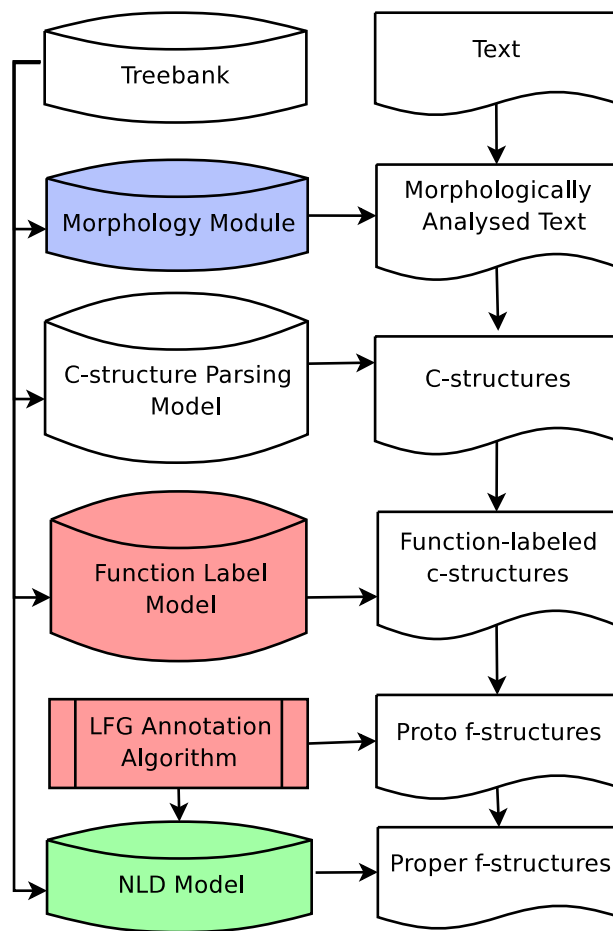 Treebank
Text
Morphology Module
Morphologically
Analysed Text
C-structure Parsing
Model
C-structures
Function Label
Model
Function-labeled
c-structures
LFG Annotation
Algorithm
Proto f-structures
NLD Model
Proper f-structures